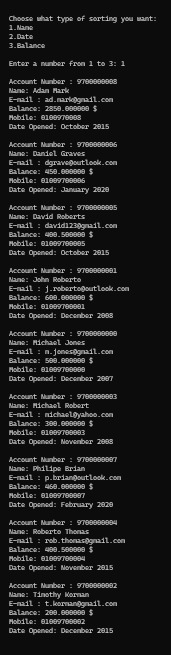 Choose what type of sorting you want:
1.Name
2.Date
3.Balance
Enter a number from 1 to 3: 1
Account Number : 9700000008
Name: Adam Mark
E-mail : ad.mark@gmail.com
Balance: 2850.000000 $
Mobile: 0100970008
Date Opened: October 2015
Account Number : 9700000006
Name: Daniel Graves
E-mail : dgrave@outlook.com
Balance: 450.000000 $
Mobile: 01009700006
Date Opened: January 2020
Account Number : 9700000005
Name: David Roberts
E-mail : david123@gmail.com
Balance: 400.500000 $
Mobile: 01009700005
Date Opened: October 2015
Account Number : 9700000001
Name: John Roberto
E-mail : j.roberto@outlook.com
Balance: 600.000000 $
Mobile: 01009700001
Date Opened: December 2008
Account Number : 9700000000
Name: Michael Jones
E-mail : m.jones@gmail.com
Balance: 500.000000 $
Mobile: 01009700000
Date Opened: December 2007
Account Number : 9700000003
Name: Michael Robert
E-mail : michael@yahoo.com
Balance: 300.000000 $
Mobile: 01009700003
Date Opened: November 2008
Account Number : 9700000007
Name: Philipe Brian
E-mail : p.brian@outlook.com
Balance: 460.000000 $
Mobile: 01009700007
Date Opened: February 2020
Account Number : 9700000004
Name: Roberto Thomas
E-mail : rob.thomas@gmail.com
Balance: 400.500000 $
Mobile: 01009700004
Date Opened: November 2015
Account Number : 9700000002
Name: Timothy Korman
E-mail : t.korman@gmail.com
Balance: 200.000000 $
Mobile: 01009700002
Date Opened: December 2015